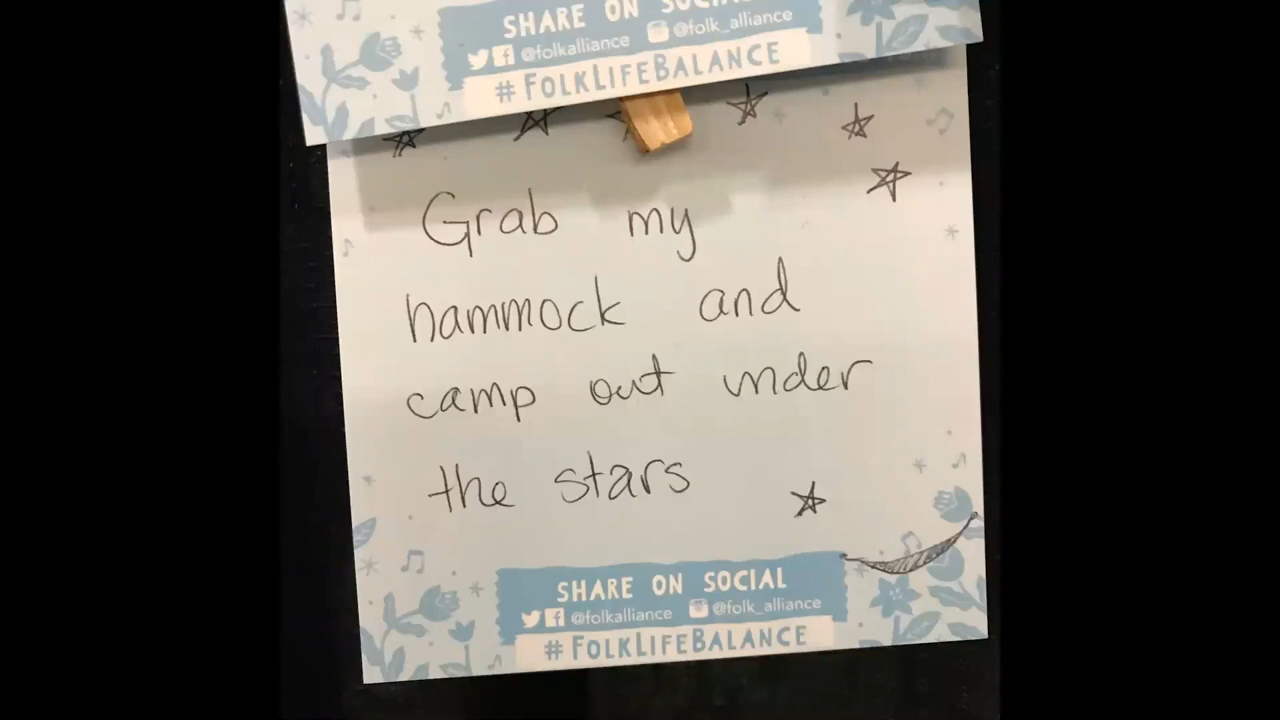 SHARE ON SOCIAL
@folkalliance @folk_alliance
#FOLKLIFEBALANCE
Grab my
hammock and
camp out under
the stars
SHARE ON SOCIAL
@folkalliance @folk_alliance
#FOLKLIFEBALANCE